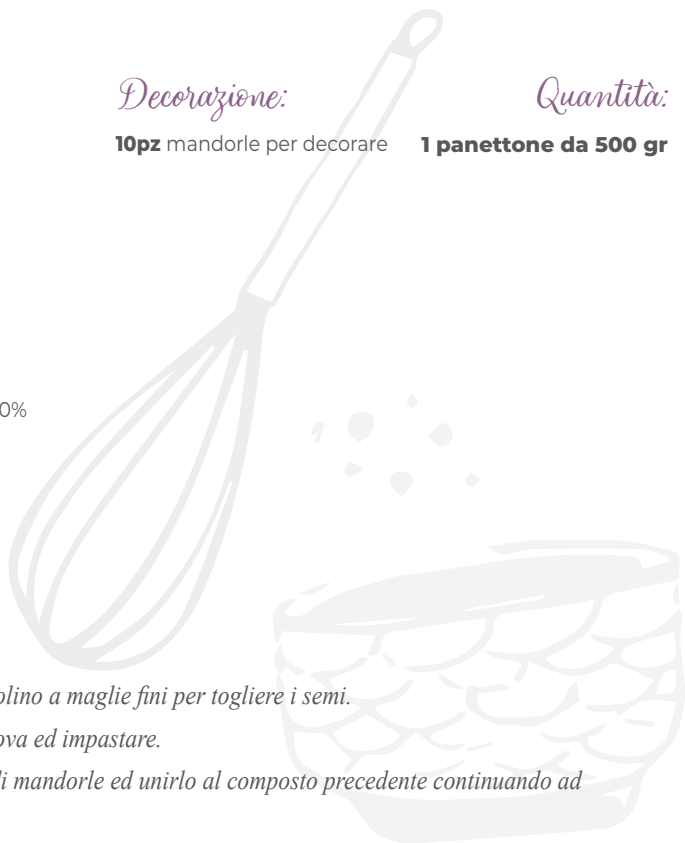 Decorazione:
Quantità:
10pz mandorle per decorare
1 panettone da 500 gr
0%
olino a maglie fini per togliere i semi.
ova ed impastare.
di mandorle ed unirlo al composto precedente continuando ad